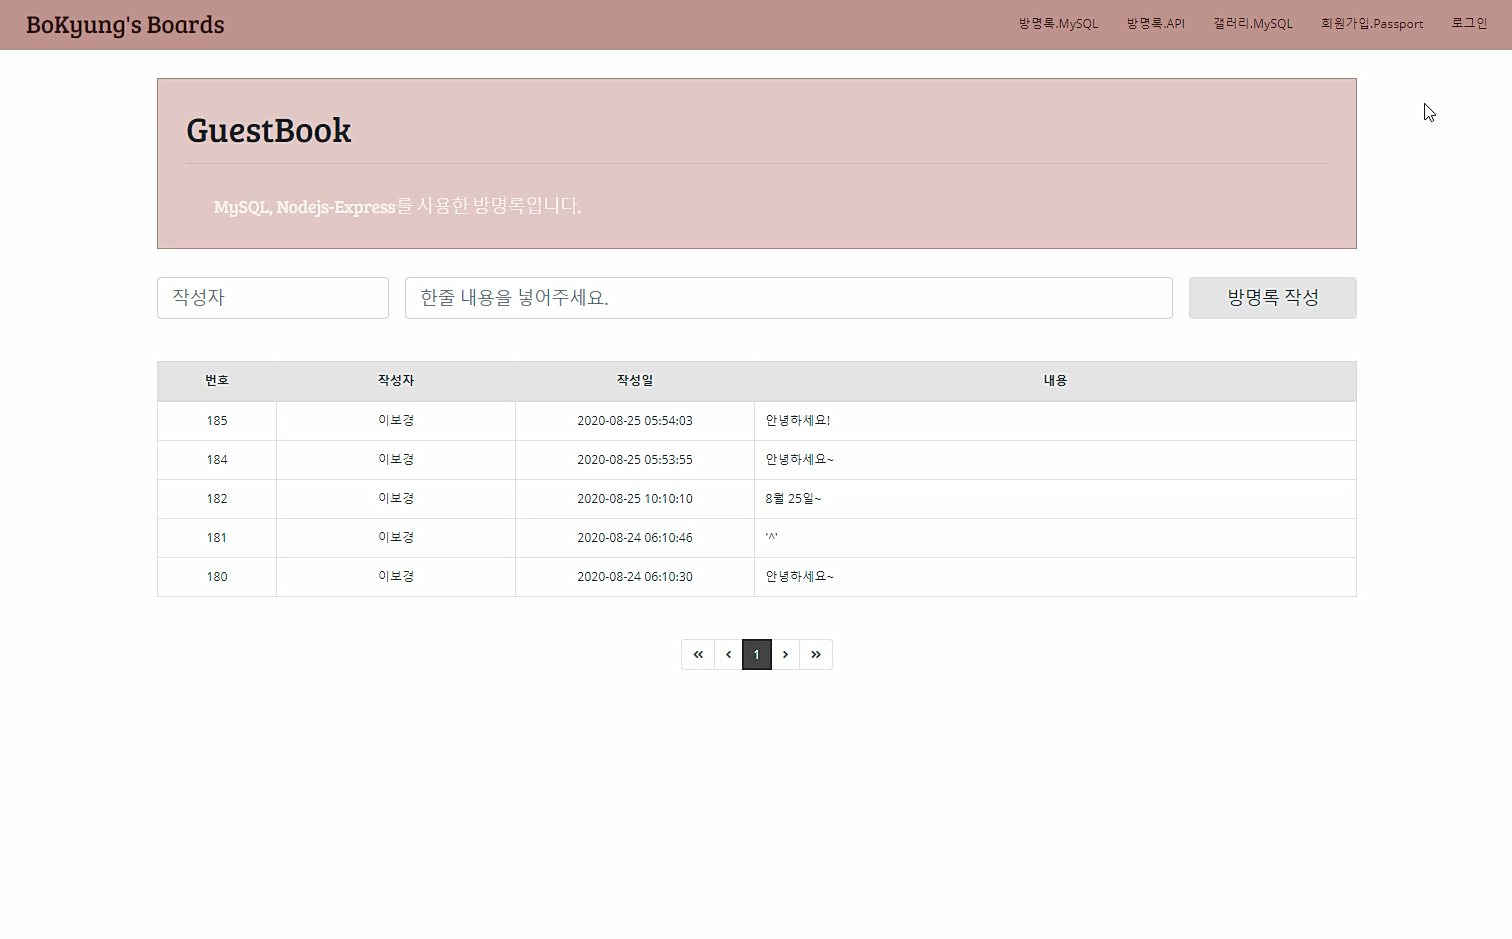 BoKyung's Boards 방명록.MySQL 방명록.API 갤러리.MySQL 회원가입.Passport 로그인
GuestBook
MySQL, Nodejs-Express를 사용한 방명록입니다.
작성자 한줄 내용을 넣어주세요. 방명록 작성
번호 작성자 작성일 내용
185 이보경 2020-08-25 05:54:03 안녕하세요!
184 이보경 2020-08-25 05:53:55 안녕하세요~
182 이보경 2020-08-25 10:10:10 8월 25일~
181 이보경 2020-08-24 06:10:46 '^'
180 이보경 2020-08-24 06:10:30 안녕하세요~
« ‹ 1 › »